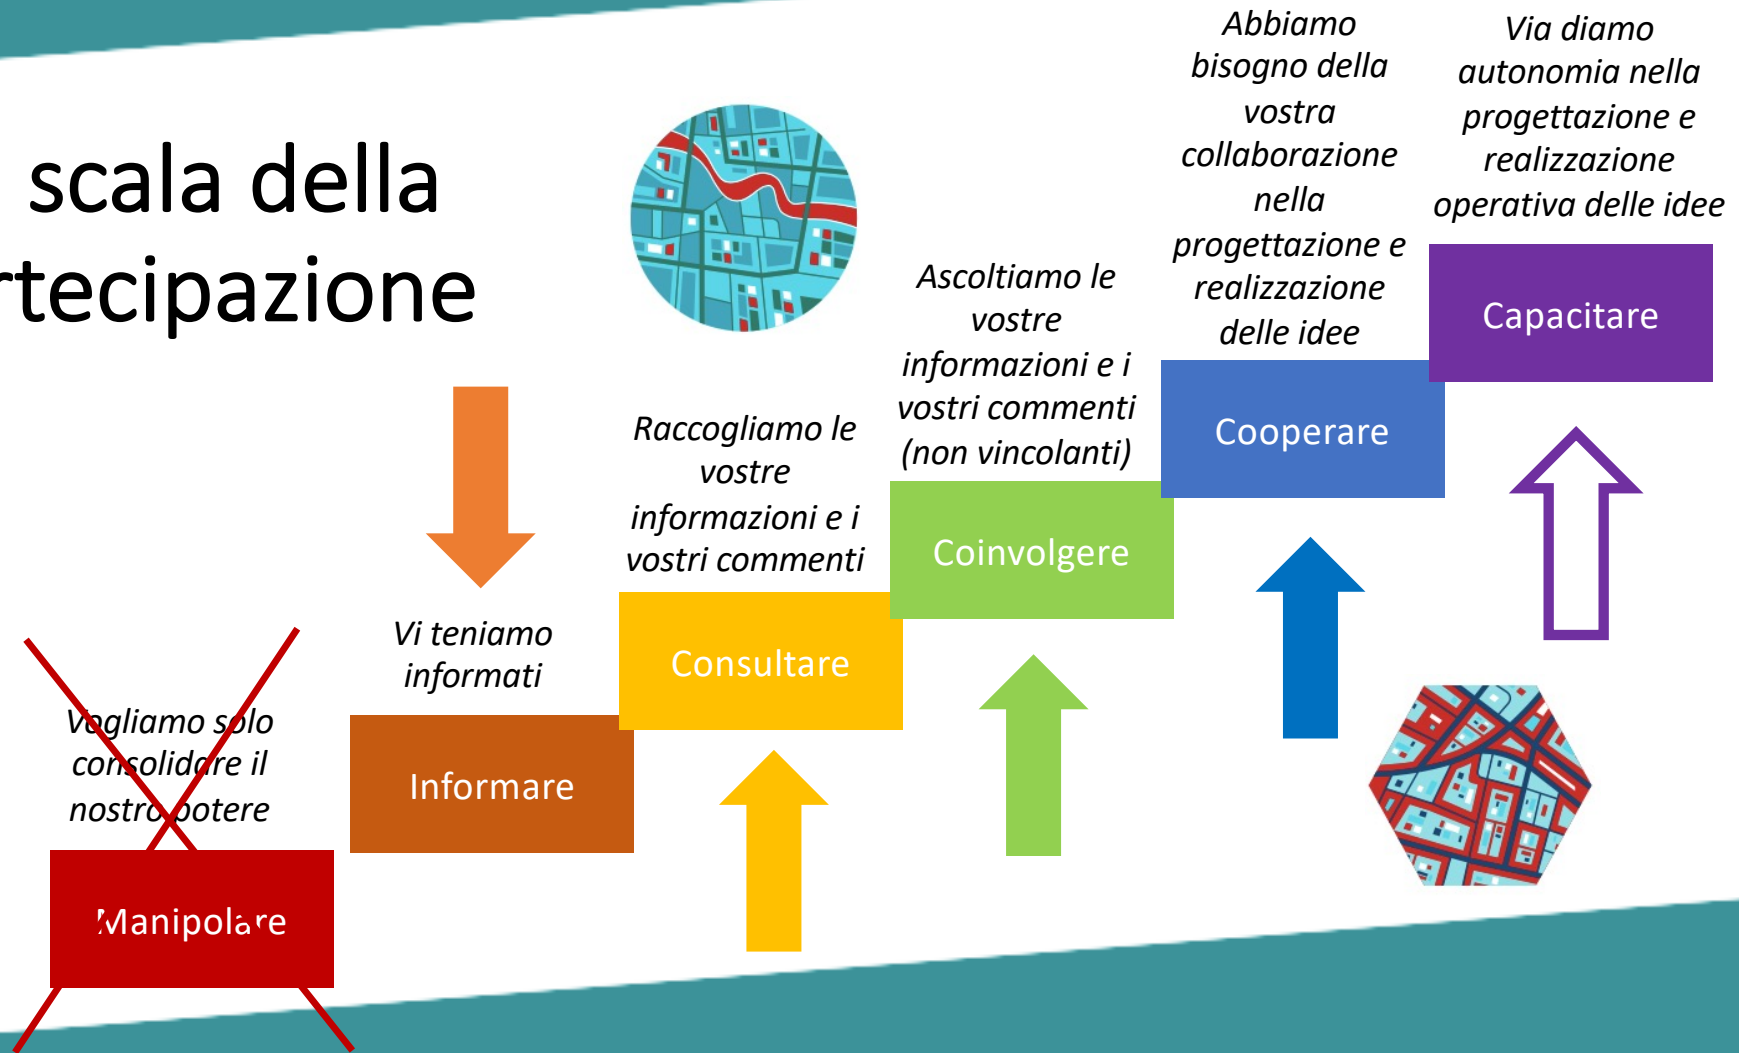 scala della
rtecipazione
Vogliamo solo
consolidare il
nostro potere
Manipolare
Vi teniamo
informati
Informare
Raccogliamo le
vostre
informazioni e i
vostri commenti
Consultare
Ascoltiamo le
vostre
informazioni e i
vostri commenti
(non vincolanti)
Coinvolgere
Abbiamo
bisogno della
vostra
collaborazione
nella
progettazione e
realizzazione
delle idee
Cooperare
Via diamo
autonomia nella
progettazione e
realizzazione
operativa delle idee
Capacitare